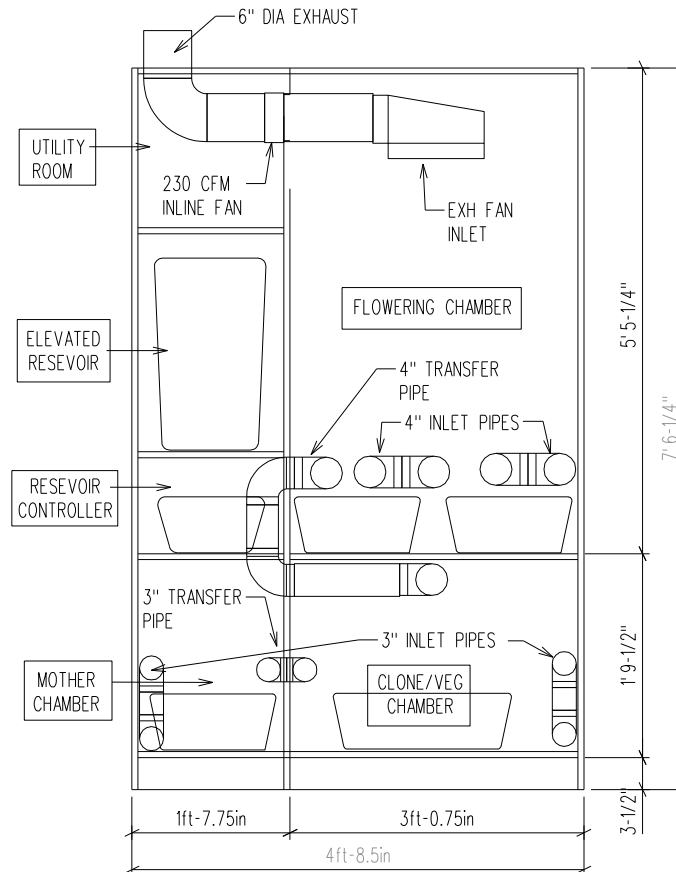 6" DIA EXHAUST
UTILITY
ROOM
230 CFM
INLINE FAN
EXH FAN
INLET
FLOWERING CHAMBER
5'5-1/4"
7'6-1/4"
ELEVATED
RESEVOIR
4" TRANSFER
PIPE
4" INLET PIPES
RESEVOIR
CONTROLLER
3" TRANSFER
PIPE
3" INLET PIPES
MOTHER
CHAMBER
CLONE/VEG
CHAMBER
1'9-1/2"
3-1/2"
1ft-7.75in
3ft-0.75in
4ft-8.5in